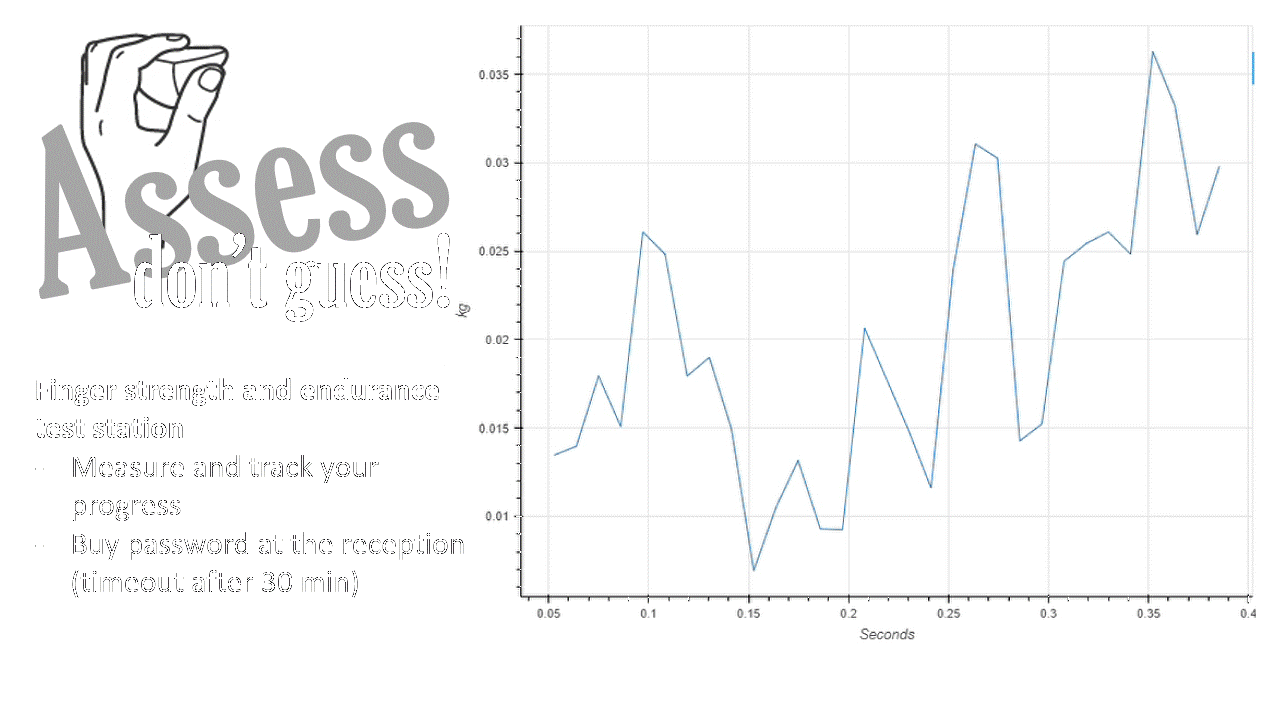 Assess
don't guess!
Finger strength and endurance
test station
- Measure and track your
progress
- Buy password at the reception
(timeout after 30 min)
0.035
0.03
0.025
kg
0.02
0.015
0.01
0.05 0.1 0.15 0.2 0.25 0.3 0.35 0.4
Seconds